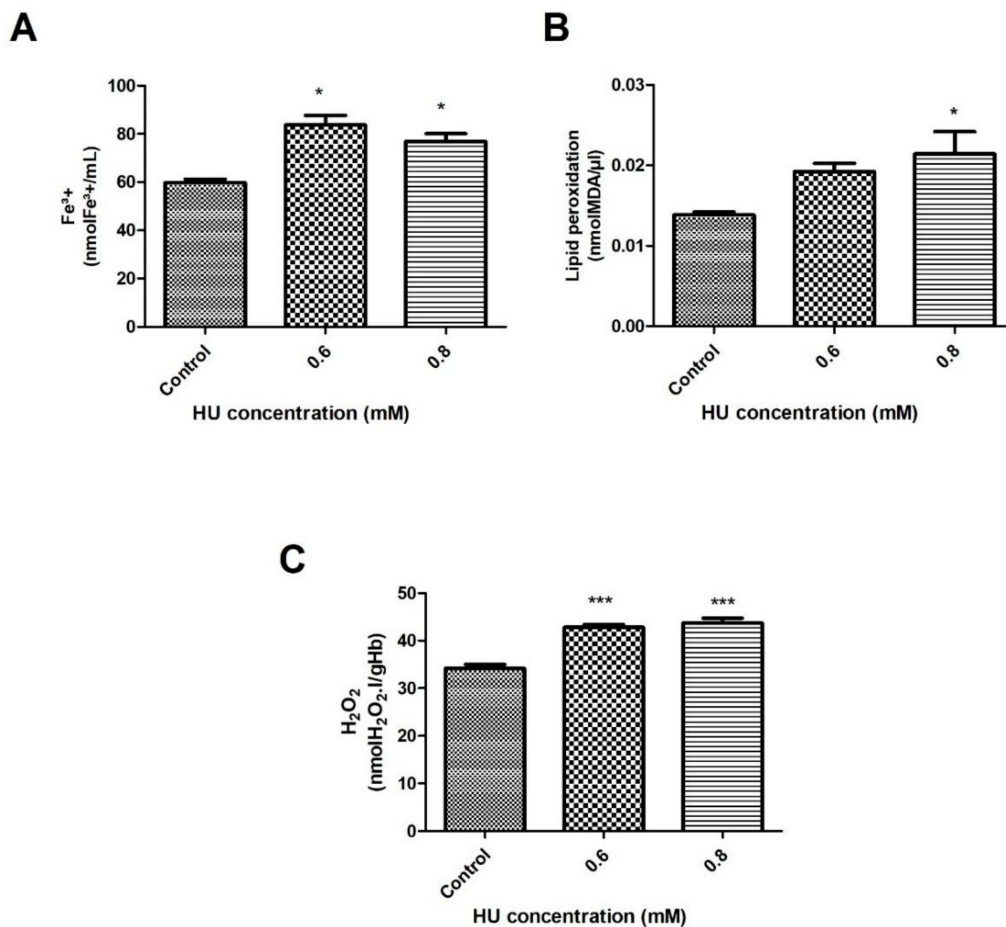 A
Fe³⁺
(nmolFe³⁺/mL)
100
80
60
40
20
0
*
*
Control
0.6
0.8
HU concentration (mM)
B
Lipid peroxidation
(nmolMDA/µl)
0.03
0.02
0.01
0.00
*
Control
0.6
0.8
HU concentration (mM)
C
H₂O₂
(nmolH₂O₂.l/gHb)
50
40
30
20
10
0
***
***
Control
0.6
0.8
HU concentration (mM)